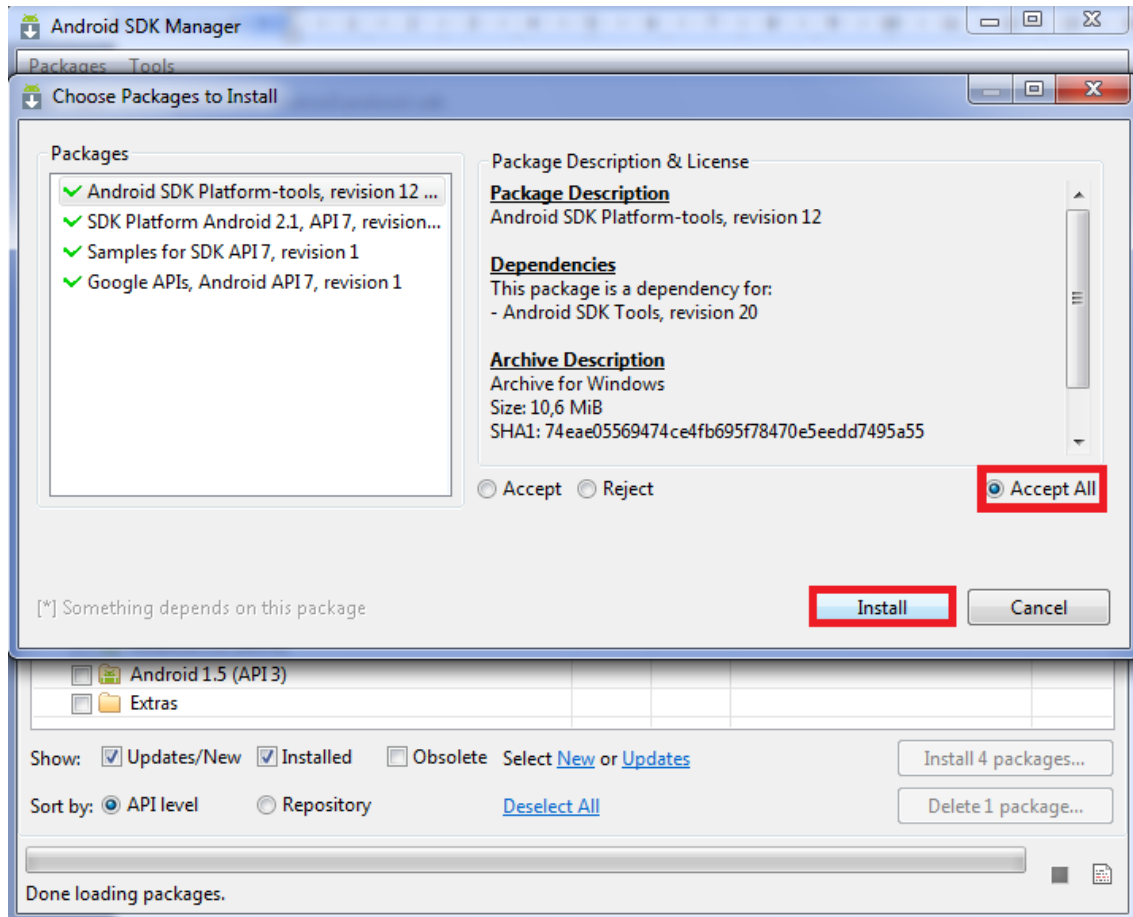 Android SDK Manager
Packages Tools
Choose Packages to Install
Packages
Android SDK Platform-tools, revision 12 ...
SDK Platform Android 2.1, API 7, revision...
Samples for SDK API 7, revision 1
Google APIs, Android API 7, revision 1
Package Description & License
Package Description
Android SDK Platform-tools, revision 12
Dependencies
This package is a dependency for:
- Android SDK Tools, revision 20
Archive Description
Archive for Windows
Size: 10,6 MiB
SHA1: 74eae05569474ce4fb695f78470e5eedd7495a55
Accept Reject Accept All
[*] Something depends on this package
Install Cancel
Android 1.5 (API 3)
Extras
Show: Updates/New Installed Obsolete Select New or Updates Install 4 packages...
Sort by: API level Repository Deselect All Delete 1 package...
Done loading packages.